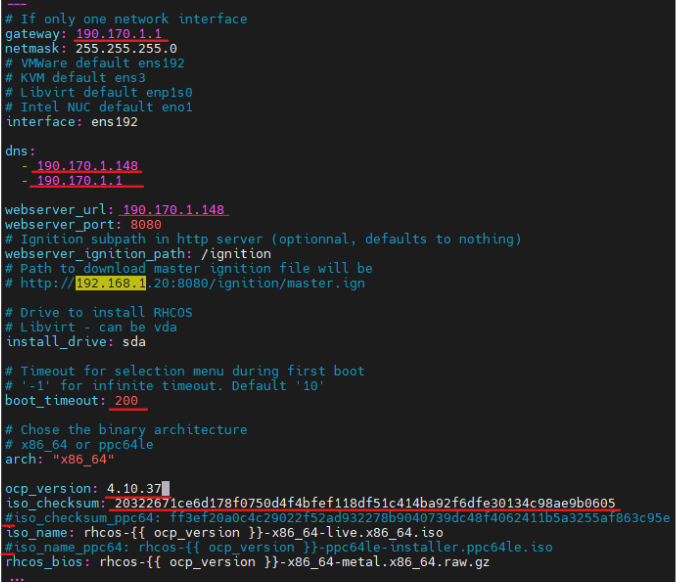 ---
# If only one network interface
gateway: 190.170.1.1
netmask: 255.255.255.0
# VMWare default ens192
# KVM default ens3
# Libvirt default enp1s0
# Intel NUC default eno1
interface: ens192
dns:
- 190.170.1.148
- 190.170.1.1
webserver_url: 190.170.1.148
webserver_port: 8080
# Ignition subpath in http server (optionnal, defaults to nothing)
webserver_ignition_path: /ignition
# Path to download master ignition file will be
# http://192.168.1.20:8080/ignition/master.ign
# Drive to install RHCOS
# Libvirt - can be vda
install_drive: sda
# Timeout for selection menu during first boot
# '-1' for infinite timeout. Default '10'
boot_timeout: 200
# Chose the binary architecture
# x86_64 or ppc64le
arch: "x86_64"
ocp_version: 4.10.37
iso_checksum: 20322671ce6d178f0750d4f4bfef118df51c414ba92f6dfe30134c98ae9b0605
#iso_checksum_ppc64: ff3ef20a0c4c29022f52ad932278b9040739dc48f4062411b5a3255af863c95e
iso_name: rhcos-{{ ocp_version }}-x86_64-live.x86_64.iso
#iso_name_ppc64: rhcos-{{ ocp_version }}-ppc64le-installer.ppc64le.iso
rhcos_bios: rhcos-{{ ocp_version }}-x86_64-metal.x86_64.raw.gz
...